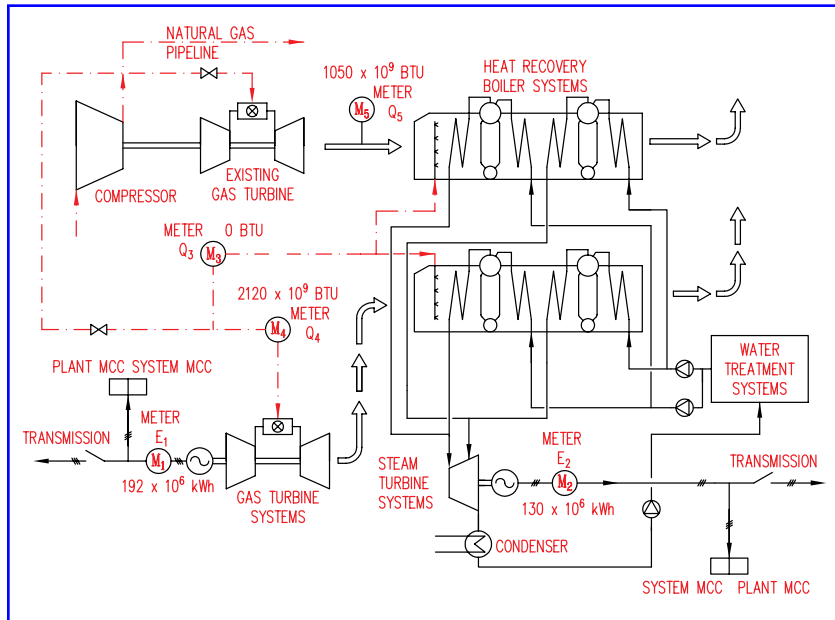 NATURAL GAS
PIPELINE
1050 x 10⁹ BTU
METER
Q₅
M₅
HEAT RECOVERY
BOILER SYSTEMS
COMPRESSOR
EXISTING
GAS TURBINE
METER 0 BTU
Q₃
M₃
2120 x 10⁹ BTU
METER
Q₄
M₄
PLANT MCC SYSTEM MCC
METER
E₁
TRANSMISSION
M₁
192 x 10⁶ kWh
GAS TURBINE
SYSTEMS
WATER
TREATMENT
SYSTEMS
STEAM
TURBINE
SYSTEMS
METER
E₂
M₂
130 x 10⁶ kWh
TRANSMISSION
CONDENSER
SYSTEM MCC PLANT MCC